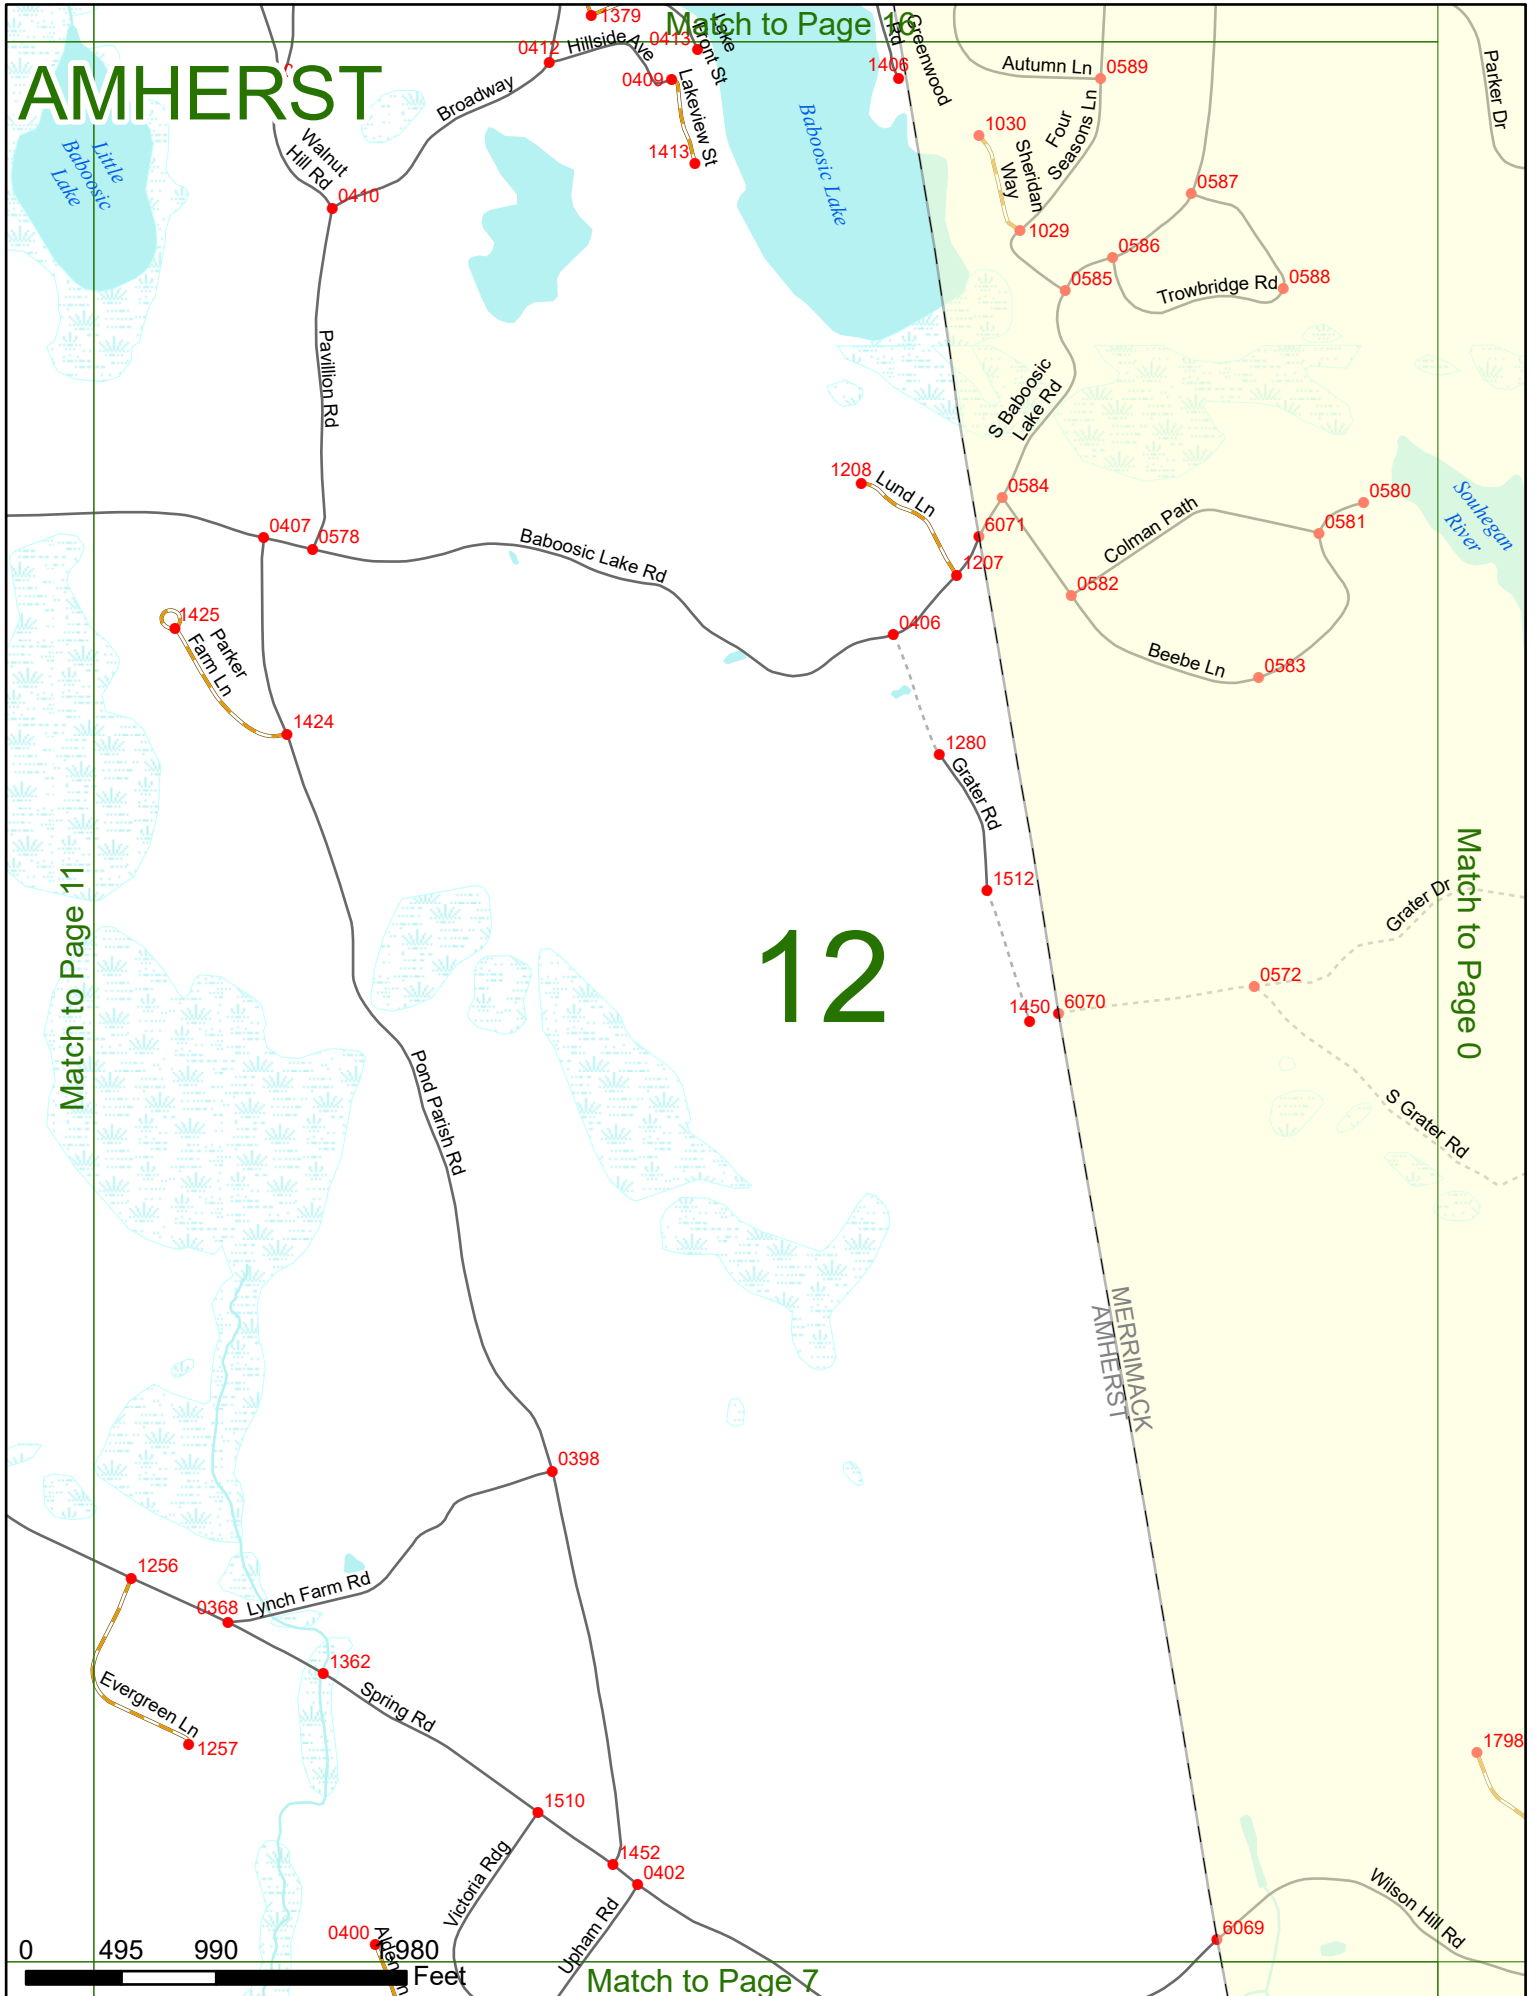 Match to Page 16
AMHERST
1379
0412
Hillside Ave
0413
Lake
Front St
Rd
Greenwood
1406
Autumn Ln
0589
Parker Dr
0409
Lakeview St
1413
Broadway
Walnut
Hill Rd
0410
Little
Baboosic
Lake
Baboosic Lake
1030
Sheridan
Way
Four
Seasons Ln
1029
0587
0586
0585
Trowbridge Rd
0588
Pavillion Rd
S Baboosic
Lake Rd
1208
Lund Ln
0584
6071
1207
Colman Path
0580
0581
Souhegan
River
0407
0578
Baboosic Lake Rd
0582
0406
Beebe Ln
0583
1425
Parker
Farm Ln
1424
1280
Grater Rd
1512
Match to Page 11
12
Match to Page 0
Grater Dr
0572
1450
6070
Pond Parish Rd
S Grater Rd
MERRIMACK
AMHERST
0398
1256
0368
Lynch Farm Rd
1362
Spring Rd
Evergreen Ln
1257
1798
1510
1452
0402
Victoria Rdg
Upham Rd
Wilson Hill Rd
6069
0400
0 495 990
Feet
Match to Page 7